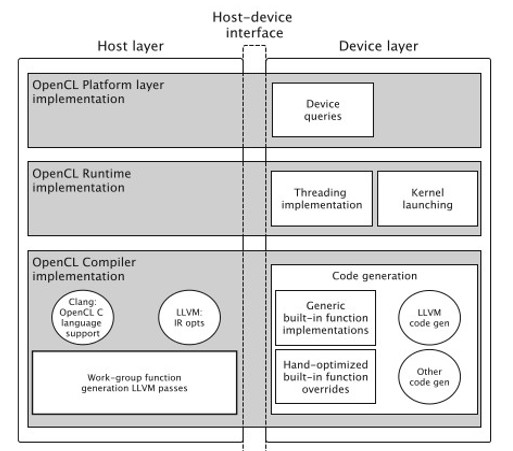 Host–device
interface
Host layer
Device layer
OpenCL Platform layer
implementation
Device
queries
OpenCL Runtime
implementation
Threading
implementation
Kernel
launching
OpenCL Compiler
implementation
Clang:
OpenCL C
language
support
LLVM:
IR opts
Work-group function
generation LLVM passes
Code generation
Generic
built-in function
implementations
LLVM
code gen
Hand-optimized
built-in function
overrides
Other
code gen